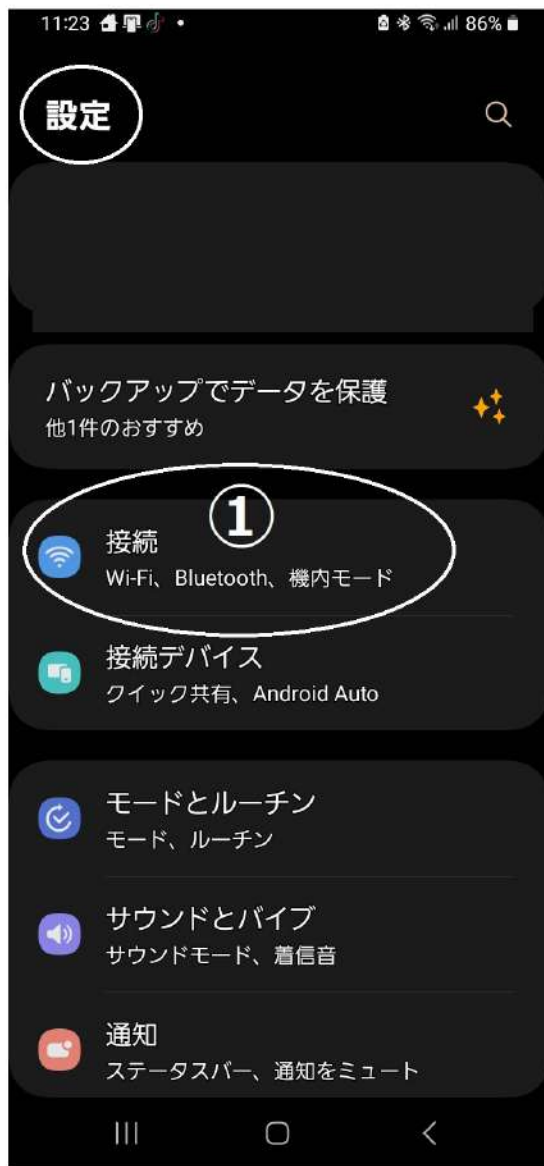 11:23
86%
設定
バックアップでデータを保護
他1件のおすすめ
①
接続
Wi-Fi、Bluetooth、機内モード
接続デバイス
クイック共有、Android Auto
モードとルーチン
モード、ルーチン
サウンドとバイブ
サウンドモード、着信音
通知
ステータスバー、通知をミュート